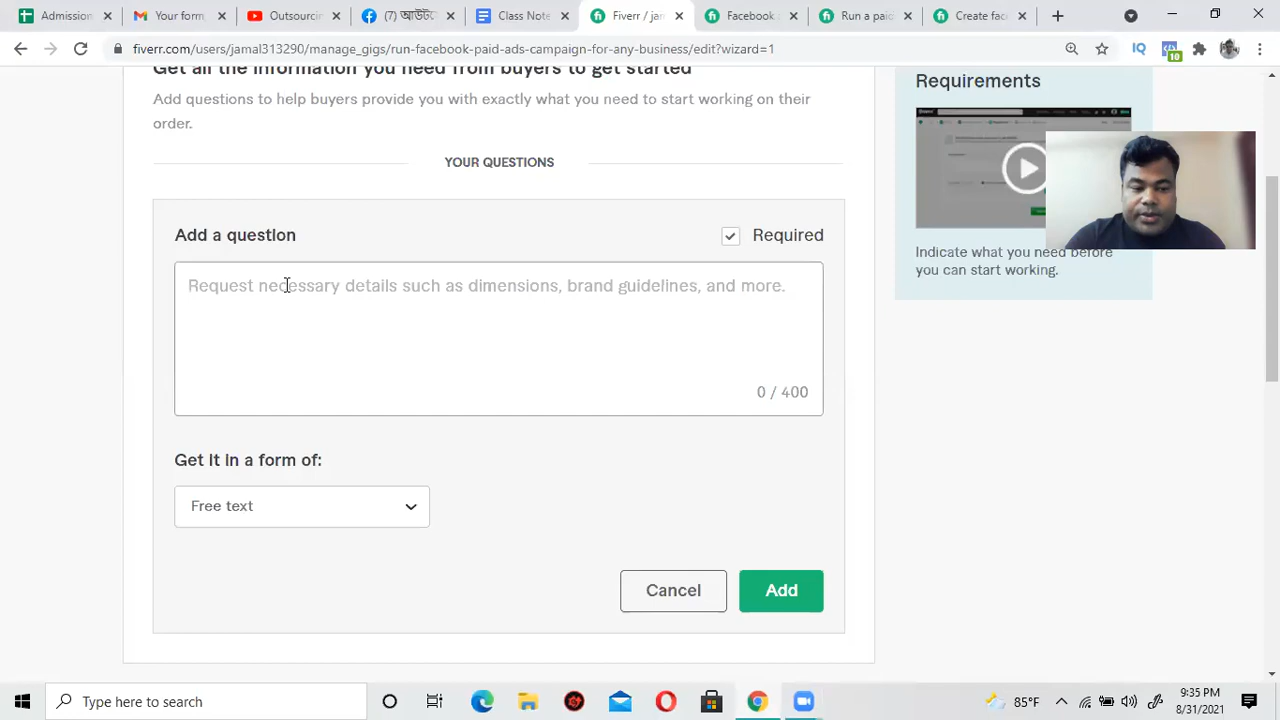 Admission
Your form
Outsourci
Class Note
Fiverr / jam
Facebook
Run a paid
Create face
fiverr.com/users/jamal313290/manage_gigs/run-facebook-paid-ads-campaign-for-any-business/edit?wizard=1
IQ
10
Get all the information you need from buyers to get started
Add questions to help buyers provide you with exactly what you need to start working on their
order.
YOUR QUESTIONS
Add a question
Required
Request necessary details such as dimensions, brand guidelines, and more.
0 / 400
Get it in a form of:
Free text
Cancel
Add
Requirements
Indicate what you need before
you can start working.
Type here to search
85°F
9:35 PM
8/31/2021